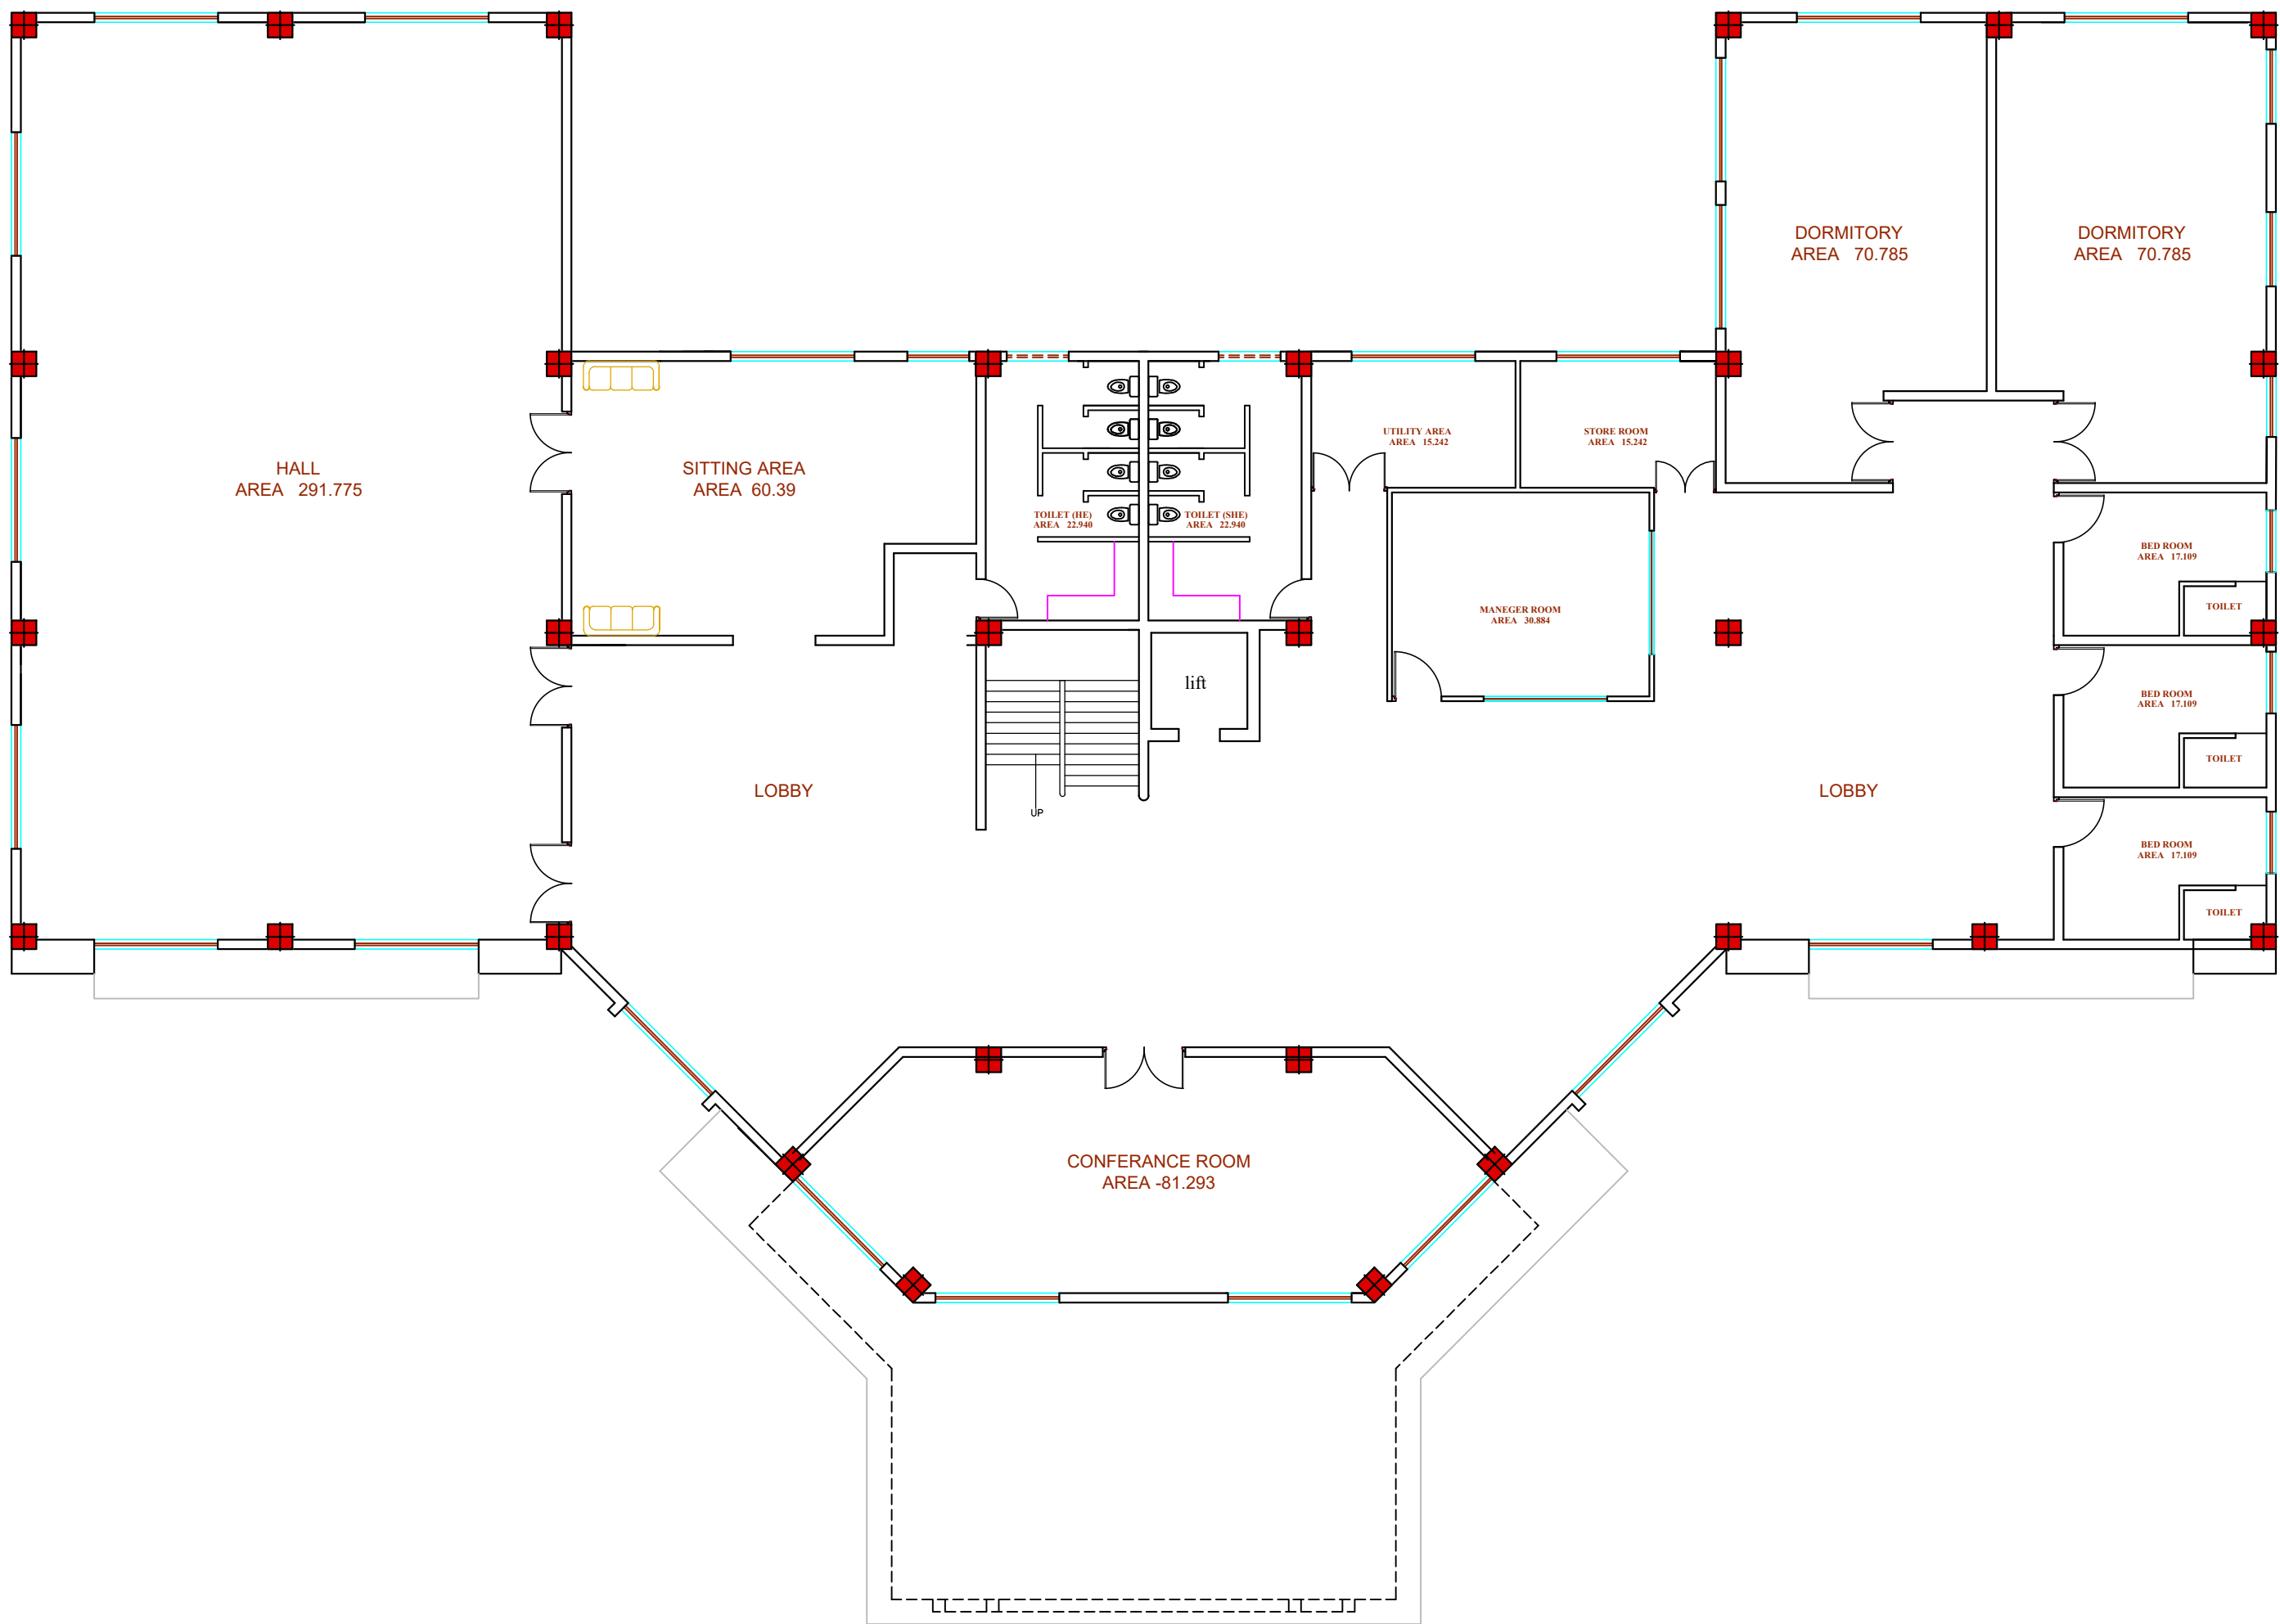 DORMITORY
AREA   70.785
DORMITORY
AREA   70.785
HALL
AREA   291.775
SITTING AREA
AREA  60.39
UTILITY AREA
AREA  15.242
STORE ROOM
AREA  15.242
TOILET (HE)
AREA  22.940
TOILET (SHE)
AREA  22.940
BED ROOM
AREA  17.109
TOILET
MANEGER ROOM
AREA  30.884
lift
BED ROOM
AREA  17.109
TOILET
LOBBY
LOBBY
UP
BED ROOM
AREA  17.109
TOILET
CONFERANCE ROOM
AREA -81.293